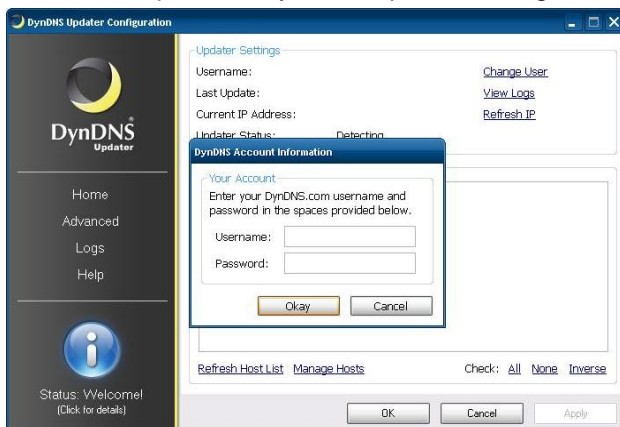 DynDNS Updater Configuration
DynDNS
Updater
Home
Advanced
Logs
Help
Status: Welcome!
(Click for details)
Updater Settings
Username:
Change User
Last Update:
View Logs
Current IP Address:
Refresh IP
Updater Status: Detecting
DynDNS Account Information
Your Account
Enter your DynDNS.com username and
password in the spaces provided below.
Username:
Password:
Okay Cancel
Refresh Host List Manage Hosts Check: All None Inverse
OK Cancel Apply